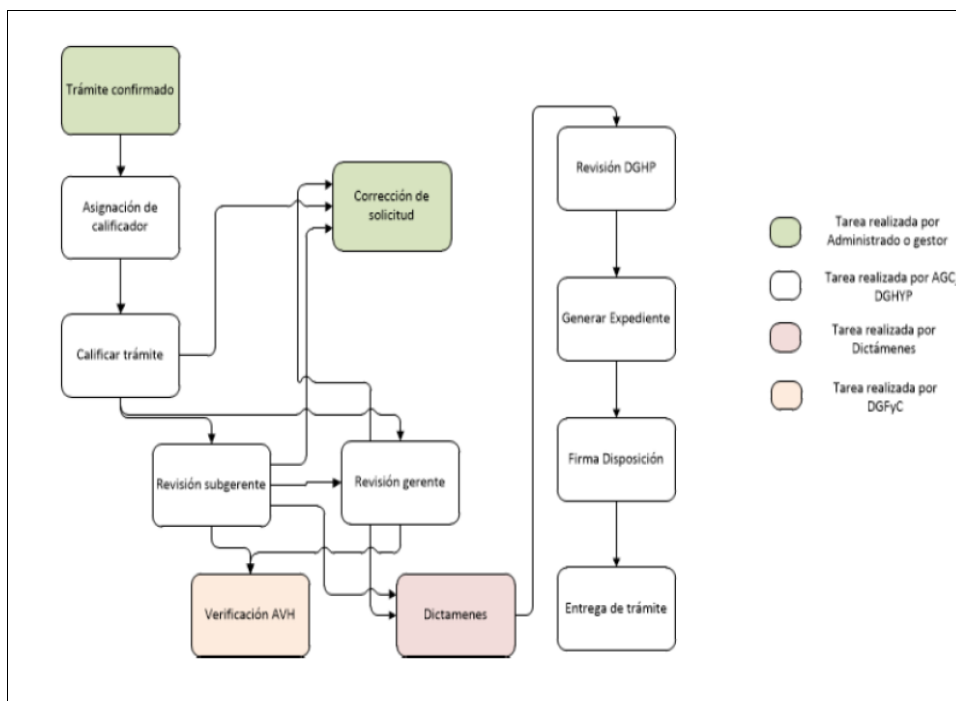 Trámite confirmado
Asignación de
calificador
Calificar trámite
Corrección de
solicitud
Revisión subgerente
Revisión gerente
Verificación AVH
Dictamenes
Revisión DGHP
Generar Expediente
Firma Disposición
Entrega de trámite
Tarea realizada por
Administrado o gestor
Tarea realizada por AGC,
DGHYP
Tarea realizada por
Dictámenes
Tarea realizada por
DGFyC